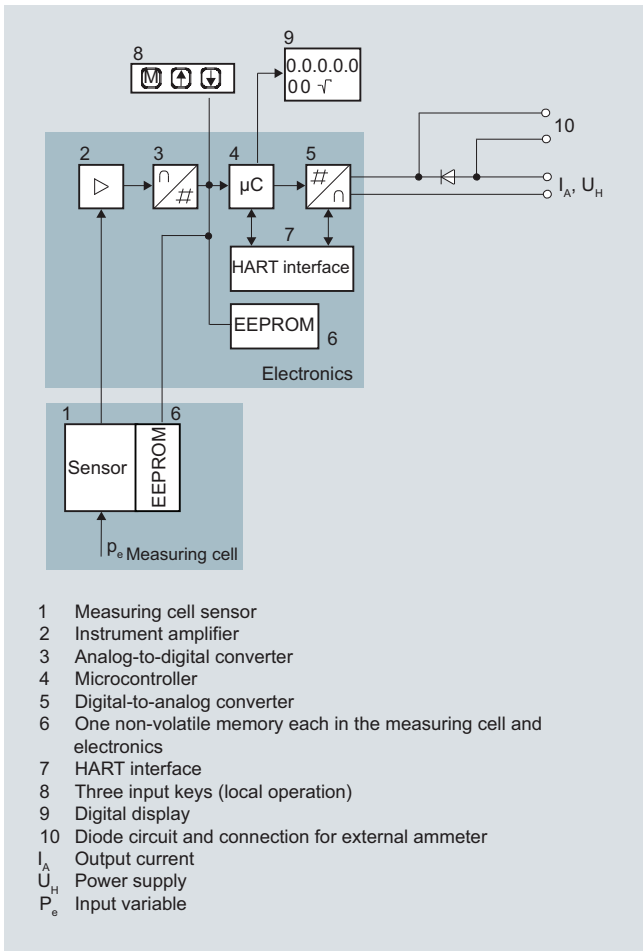 8
9
M
0.0.0.0.0
00 √
10
2
3
4
5
∩
#
µC
#
∩
I_A, U_H
7
HART interface
EEPROM
6
Electronics
1
6
Sensor
EEPROM
p_e Measuring cell
1 Measuring cell sensor
2 Instrument amplifier
3 Analog-to-digital converter
4 Microcontroller
5 Digital-to-analog converter
6 One non-volatile memory each in the measuring cell and
electronics
7 HART interface
8 Three input keys (local operation)
9 Digital display
10 Diode circuit and connection for external ammeter
I_A Output current
U_H Power supply
P_e Input variable